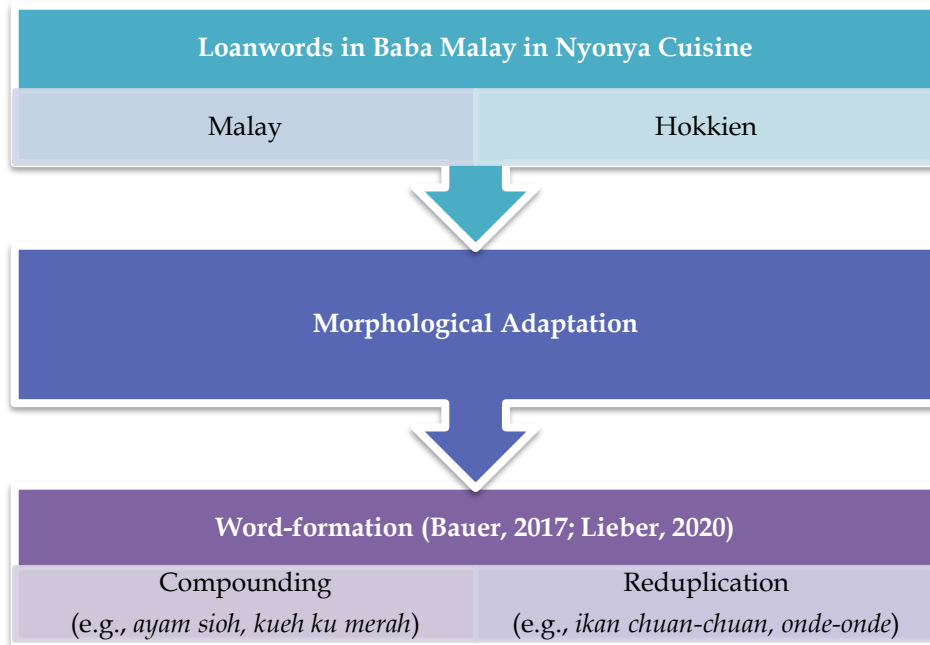 Loanwords in Baba Malay in Nyonya Cuisine
Malay
Hokkien
Morphological Adaptation
Word-formation (Bauer, 2017; Lieber, 2020)
Compounding
(e.g., ayam sioh, kueh ku merah)
Reduplication
(e.g., ikan chuan-chuan, onde-onde)